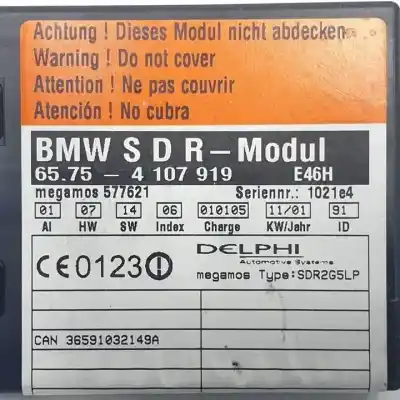 Achtung ! Dieses Modul nicht abdecken
Warning ! Do not cover
Attention ! Ne pas couvrir
Atención ! No cubra
BMW S D R – Modul
65.75 – 4 107 919 E46H
megamos 577621 Seriennr.: 1021e4
01 07 14 06 010105 11/01 91
AI HW SW Index Charge KW/Jahr ID
CE0123 DELPHI
Automotive Systems
megamos Type:SDR2G5LP
CAN 36591032149A